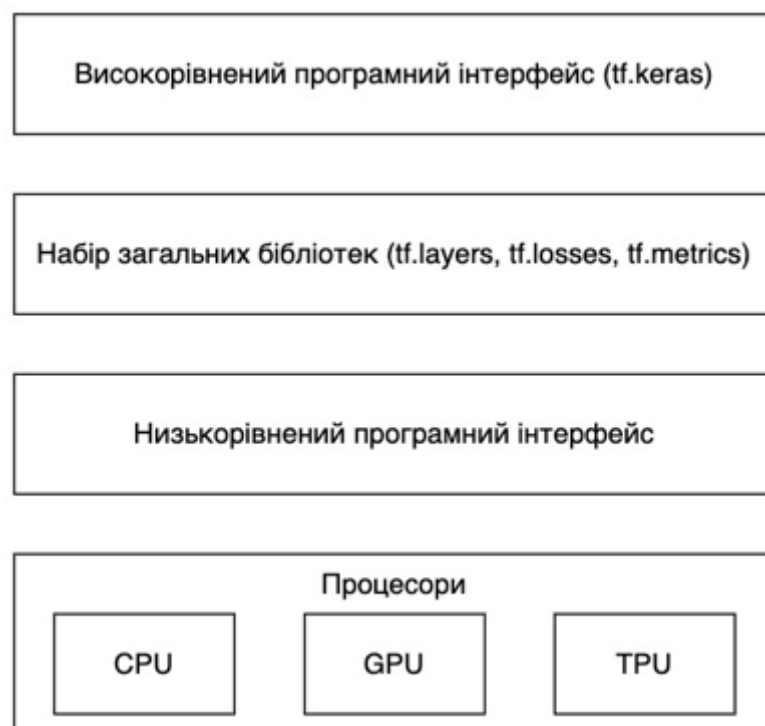 Високорівнений програмний інтерфейс (tf.keras)
Набір загальних бібліотек (tf.layers, tf.losses, tf.metrics)
Низькорівнений програмний інтерфейс
Процесори
CPU
GPU
TPU